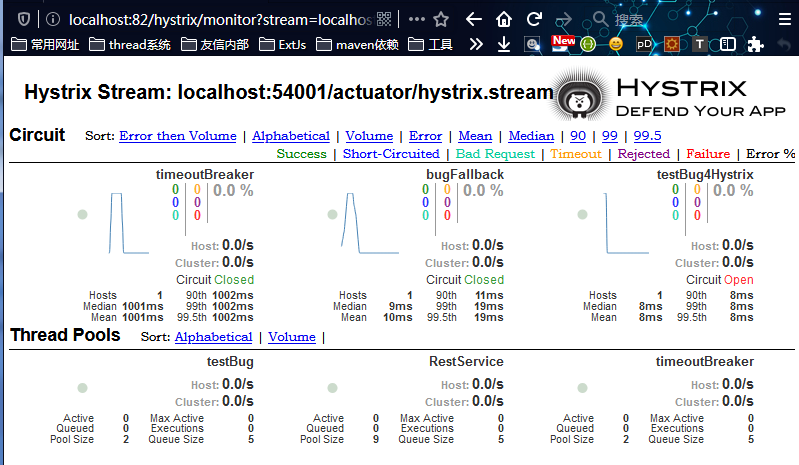 localhost:82/hystrix/monitor?stream=localhos
搜索
常用网址 thread系统 友信内部 ExtJs maven依赖 工具 New pD T
Hystrix Stream: localhost:54001/actuator/hystrix.stream
HYSTRIX
DEFEND YOUR APP
Circuit Sort: Error then Volume | Alphabetical | Volume | Error | Mean | Median | 90 | 99 | 99.5
Success | Short-Circuited | Bad Request | Timeout | Rejected | Failure | Error %
timeoutBreaker bugFallback testBug4Hystrix
0 0 0.0 % 0 0 0.0 % 0 0 0.0 %
0 0 0 0 0 0
0 0 0 0 0 0
Host: 0.0/s Host: 0.0/s Host: 0.0/s
Cluster: 0.0/s Cluster: 0.0/s Cluster: 0.0/s
Circuit Closed Circuit Closed Circuit Open
Hosts 1 90th 1002ms Hosts 1 90th 11ms Hosts 1 90th 8ms
Median 1001ms 99th 1002ms Median 9ms 99th 19ms Median 8ms 99th 8ms
Mean 1001ms 99.5th 1002ms Mean 10ms 99.5th 19ms Mean 8ms 99.5th 8ms
Thread Pools Sort: Alphabetical | Volume |
testBug RestService timeoutBreaker
Host: 0.0/s Host: 0.0/s Host: 0.0/s
Cluster: 0.0/s Cluster: 0.0/s Cluster: 0.0/s
Active 0 Max Active 0 Active 0 Max Active 0 Active 0 Max Active 0
Queued 0 Executions 0 Queued 0 Executions 0 Queued 0 Executions 0
Pool Size 2 Queue Size 5 Pool Size 9 Queue Size 5 Pool Size 2 Queue Size 5